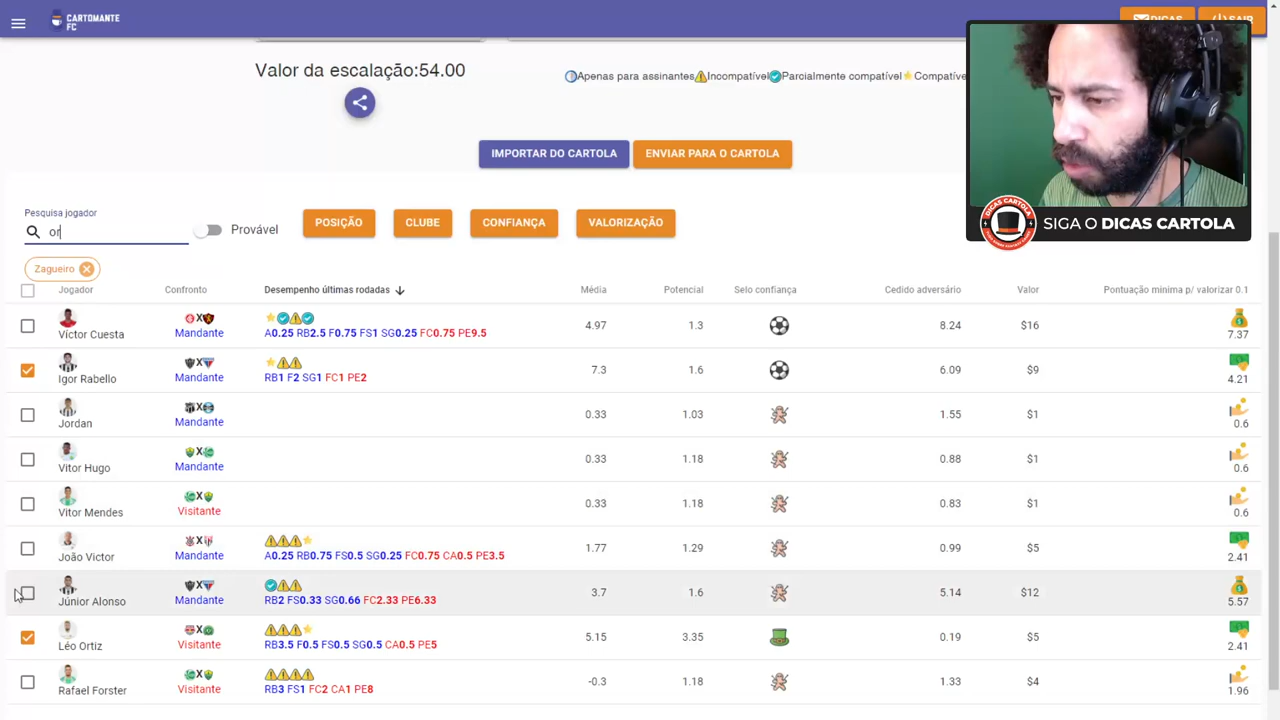 CARTOMANTE
FC
DICAS
SAIR
Valor da escalação:54.00
Apenas para assinantes
Incompatível
Parcialmente compatível
Compatíve
IMPORTAR DO CARTOLA
ENVIAR PARA O CARTOLA
SIGA O DICAS CARTOLA
Pesquisa jogador
or
Provável
POSIÇÃO
CLUBE
CONFIANÇA
VALORIZAÇÃO
Zagueiro
Jogador Confronto Desempenho últimas rodadas Média Potencial Selo confiança Cedido adversário Valor Pontuação mínima p/ valorizar 0.1
X
Víctor Cuesta Mandante A0.25 RB2.5 F0.75 FS1 SG0.25 FC0.75 PE9.5 4.97 1.3 8.24 $16 7.37
X
Igor Rabello Mandante RB1 F2 SG1 FC1 PE2 7.3 1.6 6.09 $9 4.21
X
Jordan Mandante 0.33 1.03 1.55 $1 0.6
X
Vitor Hugo Mandante 0.33 1.18 0.88 $1 0.6
X
Vitor Mendes Visitante 0.33 1.18 0.83 $1 0.6
X
João Victor Mandante A0.25 RB0.75 FS0.5 SG0.25 FC0.75 CA0.5 PE3.5 1.77 1.29 0.99 $5 2.41
X
Júnior Alonso Mandante RB2 FS0.33 SG0.66 FC2.33 PE6.33 3.7 1.6 5.14 $12 5.57
X
Léo Ortiz Visitante RB3.5 F0.5 FS0.5 SG0.5 CA0.5 PE5 5.15 3.35 0.19 $5 2.41
X
Rafael Forster Visitante RB3 FS1 FC2 CA1 PE8 -0.3 1.18 1.33 $4 1.96